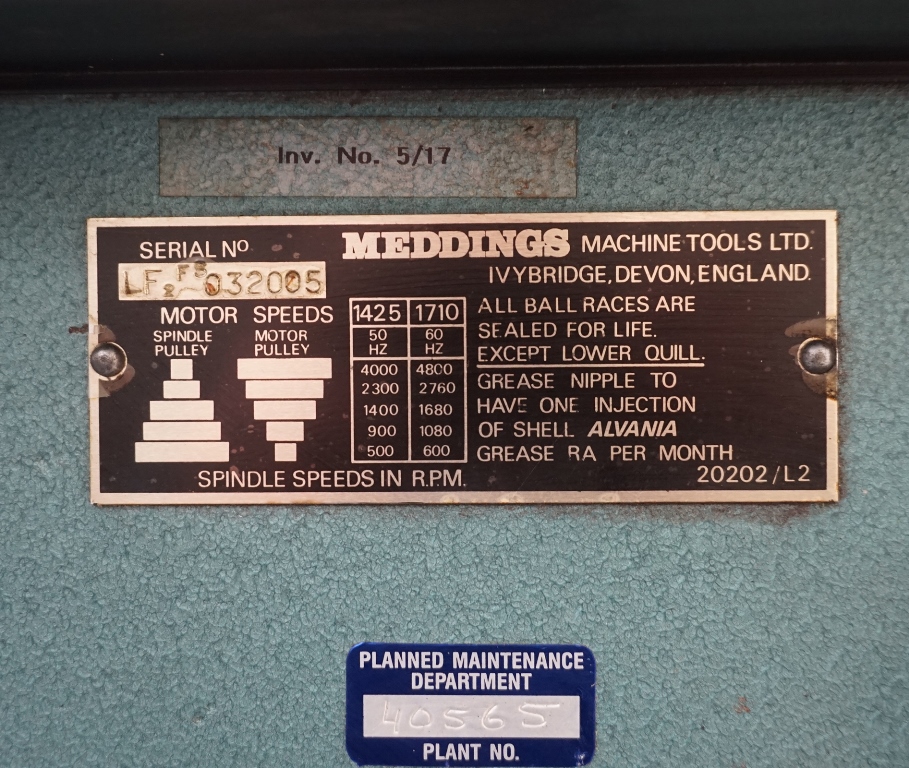 Inv. No. 5/17
SERIAL No
LF2 FB 032005
MEDDINGS MACHINE TOOLS LTD.
IVYBRIDGE, DEVON, ENGLAND.
MOTOR SPEEDS
SPINDLE PULLEY
MOTOR PULLEY
1425 1710
50 HZ 60 HZ
4000 4800
2300 2760
1400 1680
900 1080
500 600
SPINDLE SPEEDS IN R.P.M.
ALL BALL RACES ARE
SEALED FOR LIFE.
EXCEPT LOWER QUILL.
GREASE NIPPLE TO
HAVE ONE INJECTION
OF SHELL ALVANIA
GREASE RA PER MONTH
20202/L2
PLANNED MAINTENANCE
DEPARTMENT
40565
PLANT NO.